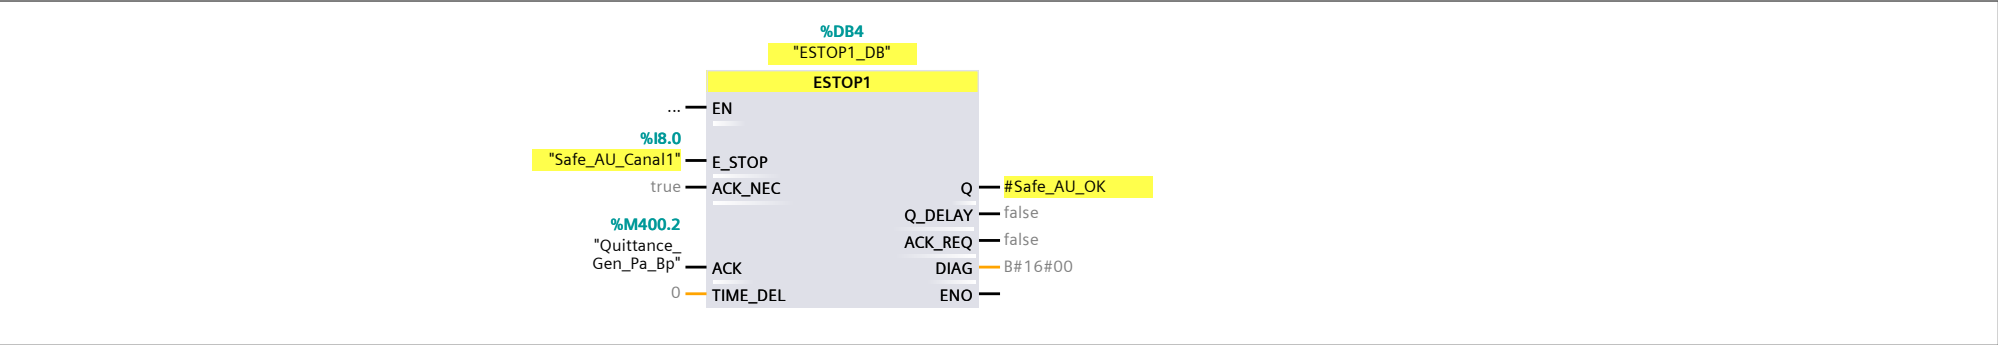 %DB4
"ESTOP1_DB"
ESTOP1
... EN
%I8.0
"Safe_AU_Canal1" E_STOP
true ACK_NEC Q #Safe_AU_OK
Q_DELAY false
%M400.2
"Quittance_
Gen_Pa_Bp" ACK
ACK_REQ false
DIAG B#16#00
0 TIME_DEL ENO